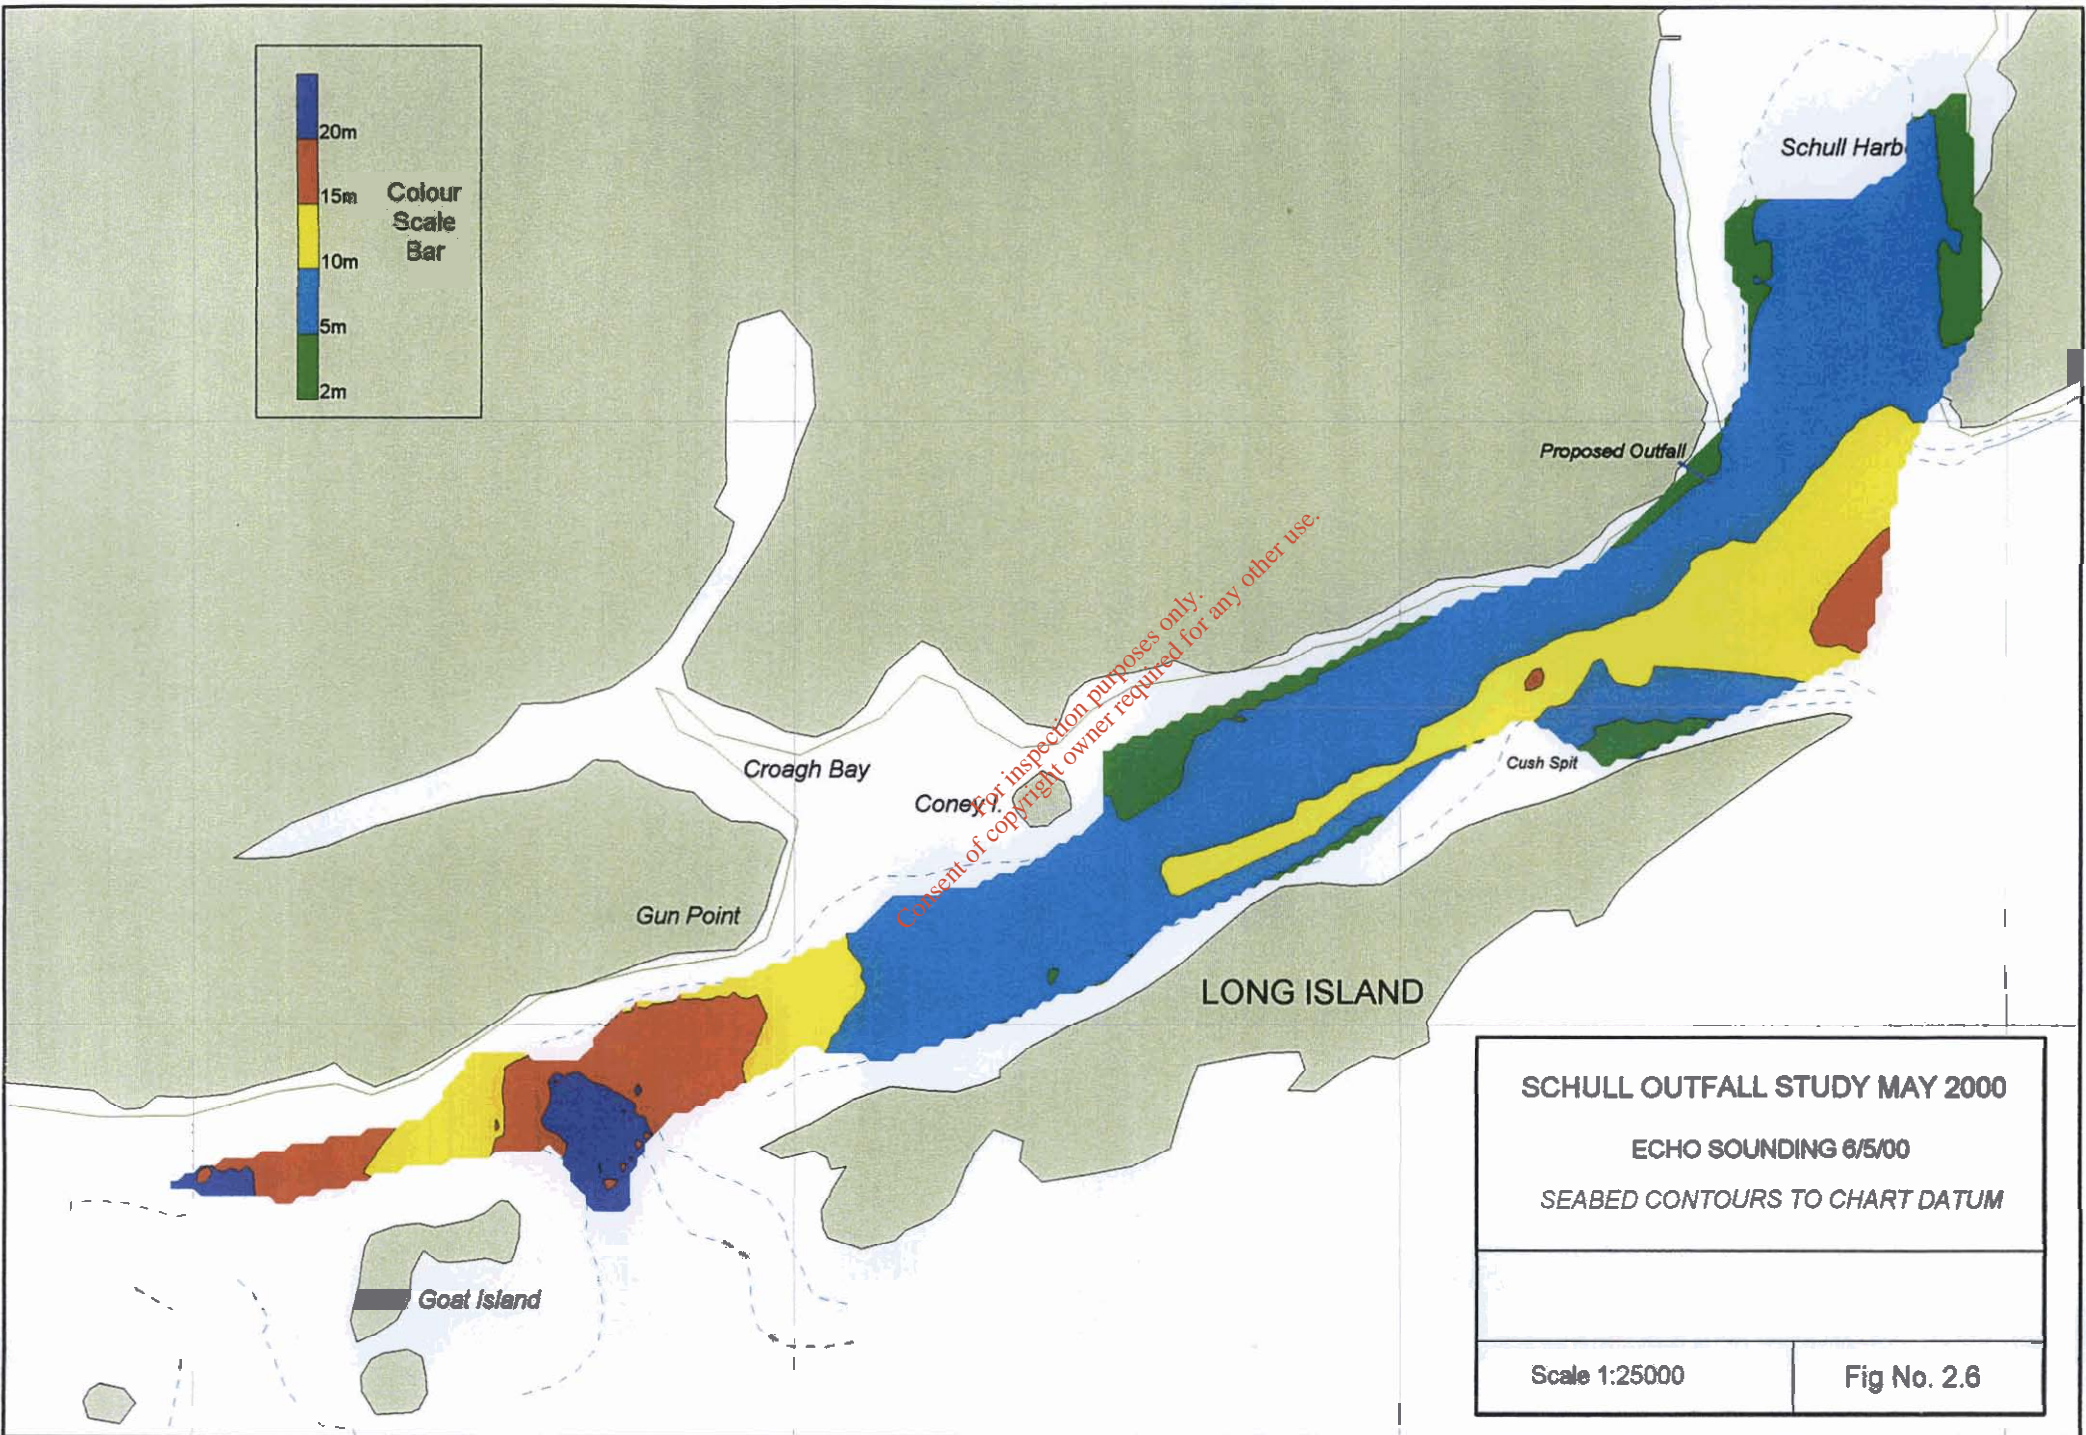 20m
15m
10m
5m
2m
Colour
Scale
Bar
Schull Harb
Proposed Outfall
For inspection purposes only.
Consent of copyright owner required for any other use.
Croagh Bay
Coney I.
Cush Spit
Gun Point
LONG ISLAND
Goat Island
SCHULL OUTFALL STUDY MAY 2000
ECHO SOUNDING 6/5/00
SEABED CONTOURS TO CHART DATUM
Scale 1:25000
Fig No. 2.6